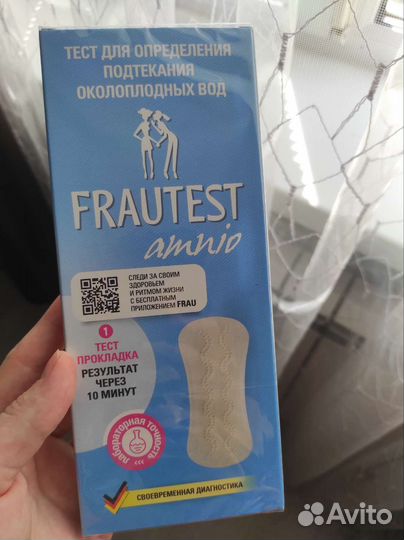 ТЕСТ ДЛЯ ОПРЕДЕЛЕНИЯ
ПОДТЕКАНИЯ
ОКОЛОПЛОДНЫХ ВОД
FRAUTEST
amnio
СЛЕДИ ЗА СВОИМ
ЗДОРОВЬЕМ
И РИТМОМ ЖИЗНИ
С БЕСПЛАТНЫМ
ПРИЛОЖЕНИЕМ FRAU
1
ТЕСТ
ПРОКЛАДКА
РЕЗУЛЬТАТ
ЧЕРЕЗ
10 МИНУТ
лабораторная точность
СВОЕВРЕМЕННАЯ ДИАГНОСТИКА
Avito